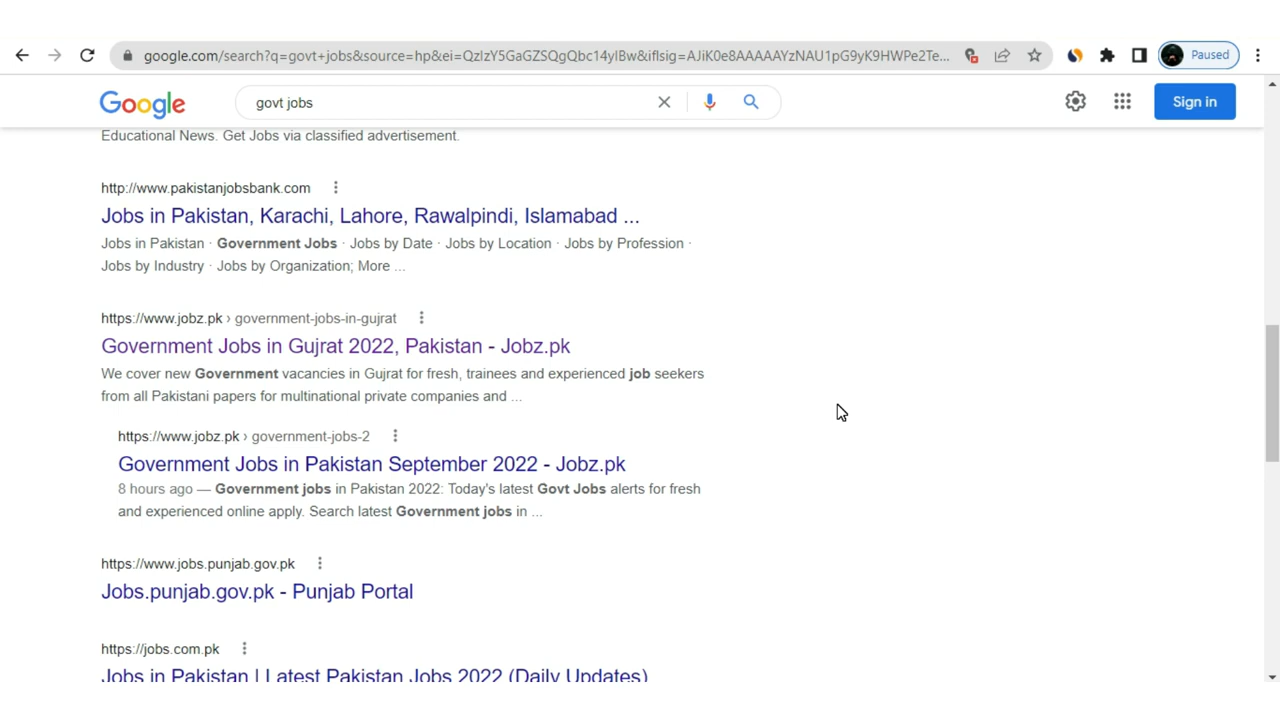 google.com/search?q=govt+jobs&source=hp&ei=QzlzY5GaGZSQgQbc14yIBw&iflsig=AJiK0e8AAAAAYzNAU1pG9yK9HWPe2Te...
Paused
Google
govt jobs
Sign in
Educational News. Get Jobs via classified advertisement.
http://www.pakistanjobsbank.com
Jobs in Pakistan, Karachi, Lahore, Rawalpindi, Islamabad ...
Jobs in Pakistan · Government Jobs · Jobs by Date · Jobs by Location · Jobs by Profession ·
Jobs by Industry · Jobs by Organization; More ...
https://www.jobz.pk › government-jobs-in-gujrat
Government Jobs in Gujrat 2022, Pakistan - Jobz.pk
We cover new Government vacancies in Gujrat for fresh, trainees and experienced job seekers
from all Pakistani papers for multinational private companies and ...
https://www.jobz.pk › government-jobs-2
Government Jobs in Pakistan September 2022 - Jobz.pk
8 hours ago — Government jobs in Pakistan 2022: Today's latest Govt Jobs alerts for fresh
and experienced online apply. Search latest Government jobs in ...
https://www.jobs.punjab.gov.pk
Jobs.punjab.gov.pk - Punjab Portal
https://jobs.com.pk
Jobs in Pakistan | Latest Pakistan Jobs 2022 (Daily Updates)